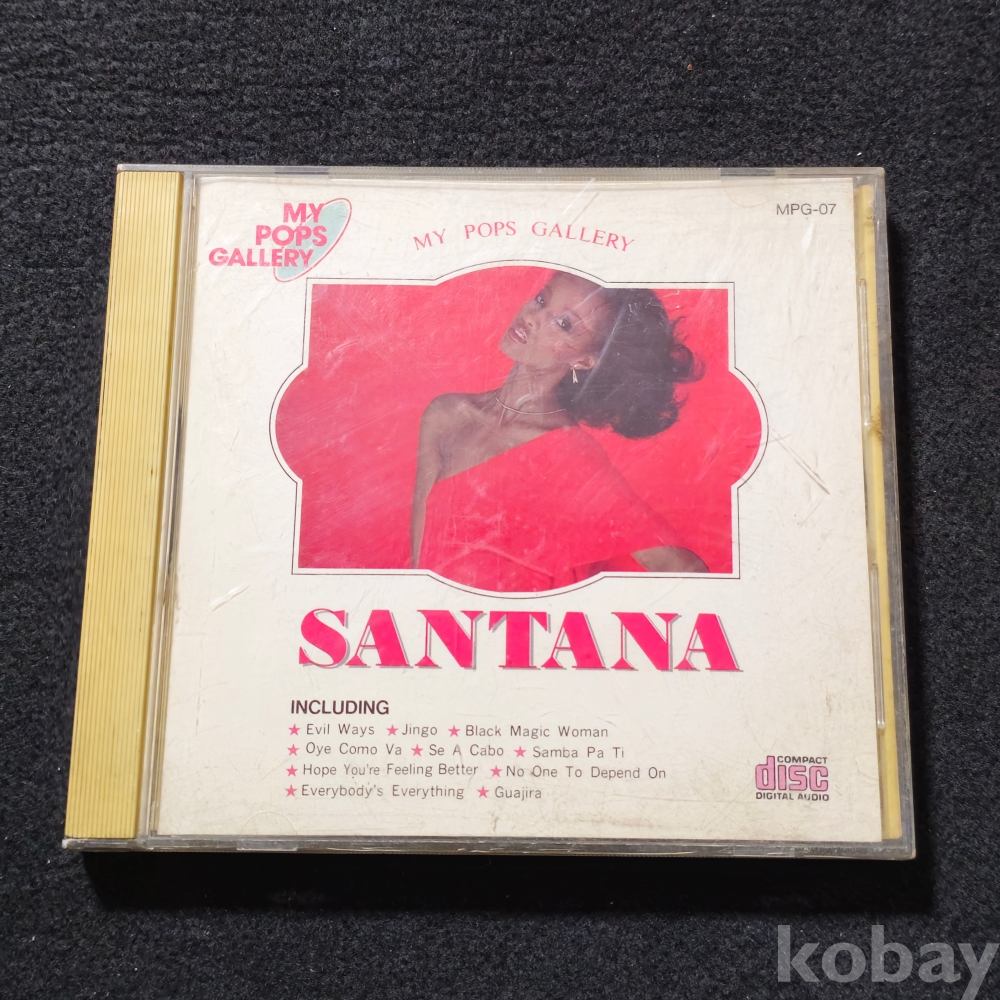 MY
POPS
GALLERY
MY POPS GALLERY
MPG-07
SANTANA
INCLUDING
★ Evil Ways ★ Jingo ★ Black Magic Woman
★ Oye Como Va ★ Se A Cabo ★ Samba Pa Ti
★ Hope You're Feeling Better ★ No One To Depend On
★ Everybody's Everything ★ Guajira
COMPACT
disc
DIGITAL AUDIO
kobay